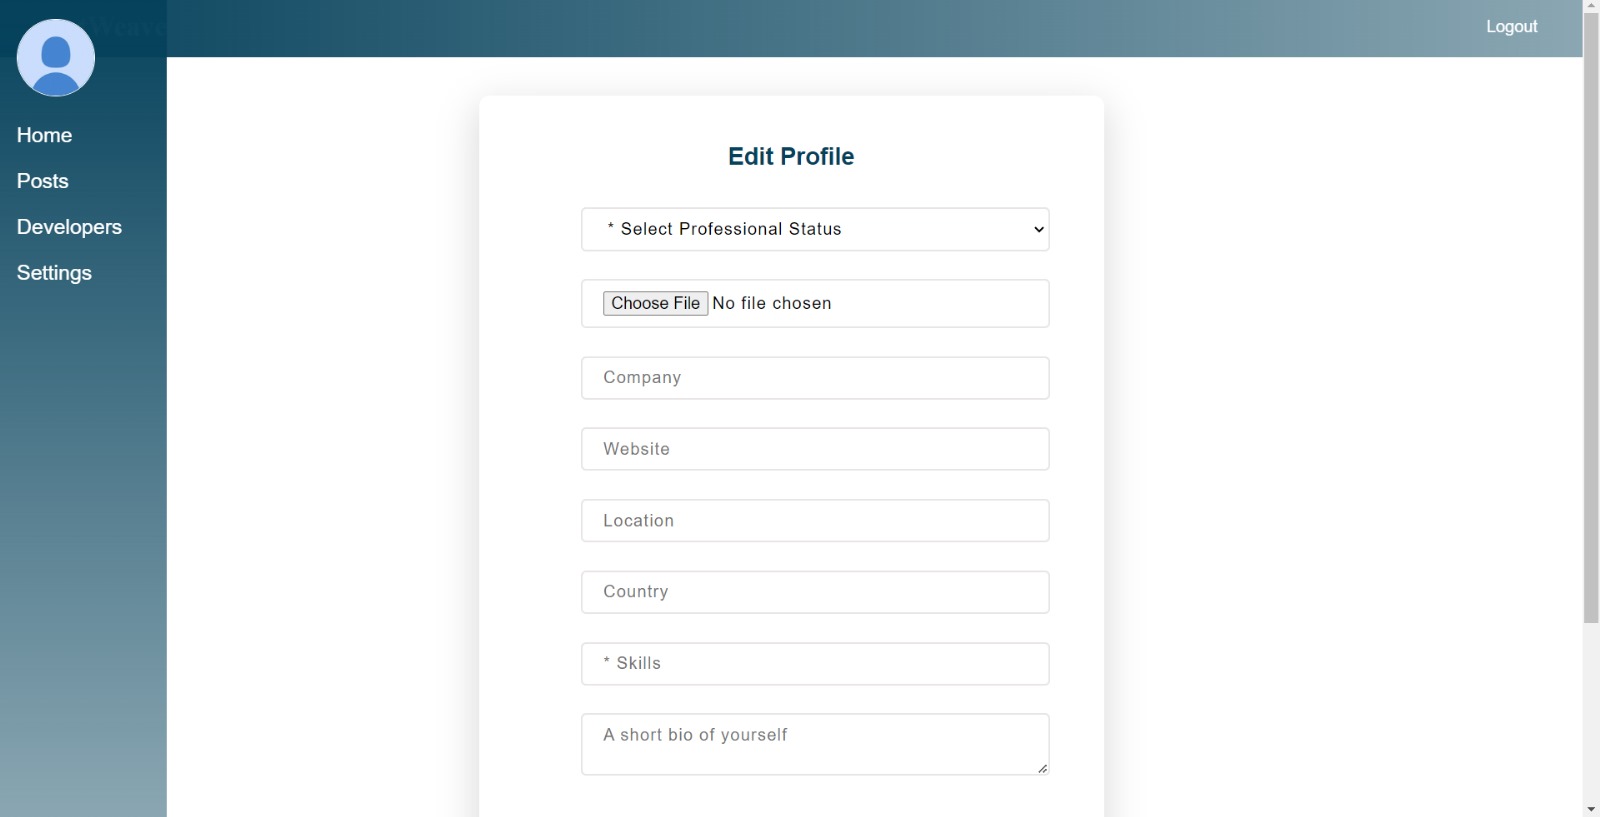 Weave
Logout
Home
Posts
Developers
Settings
Edit Profile
* Select Professional Status
Choose File No file chosen
Company
Website
Location
Country
* Skills
A short bio of yourself